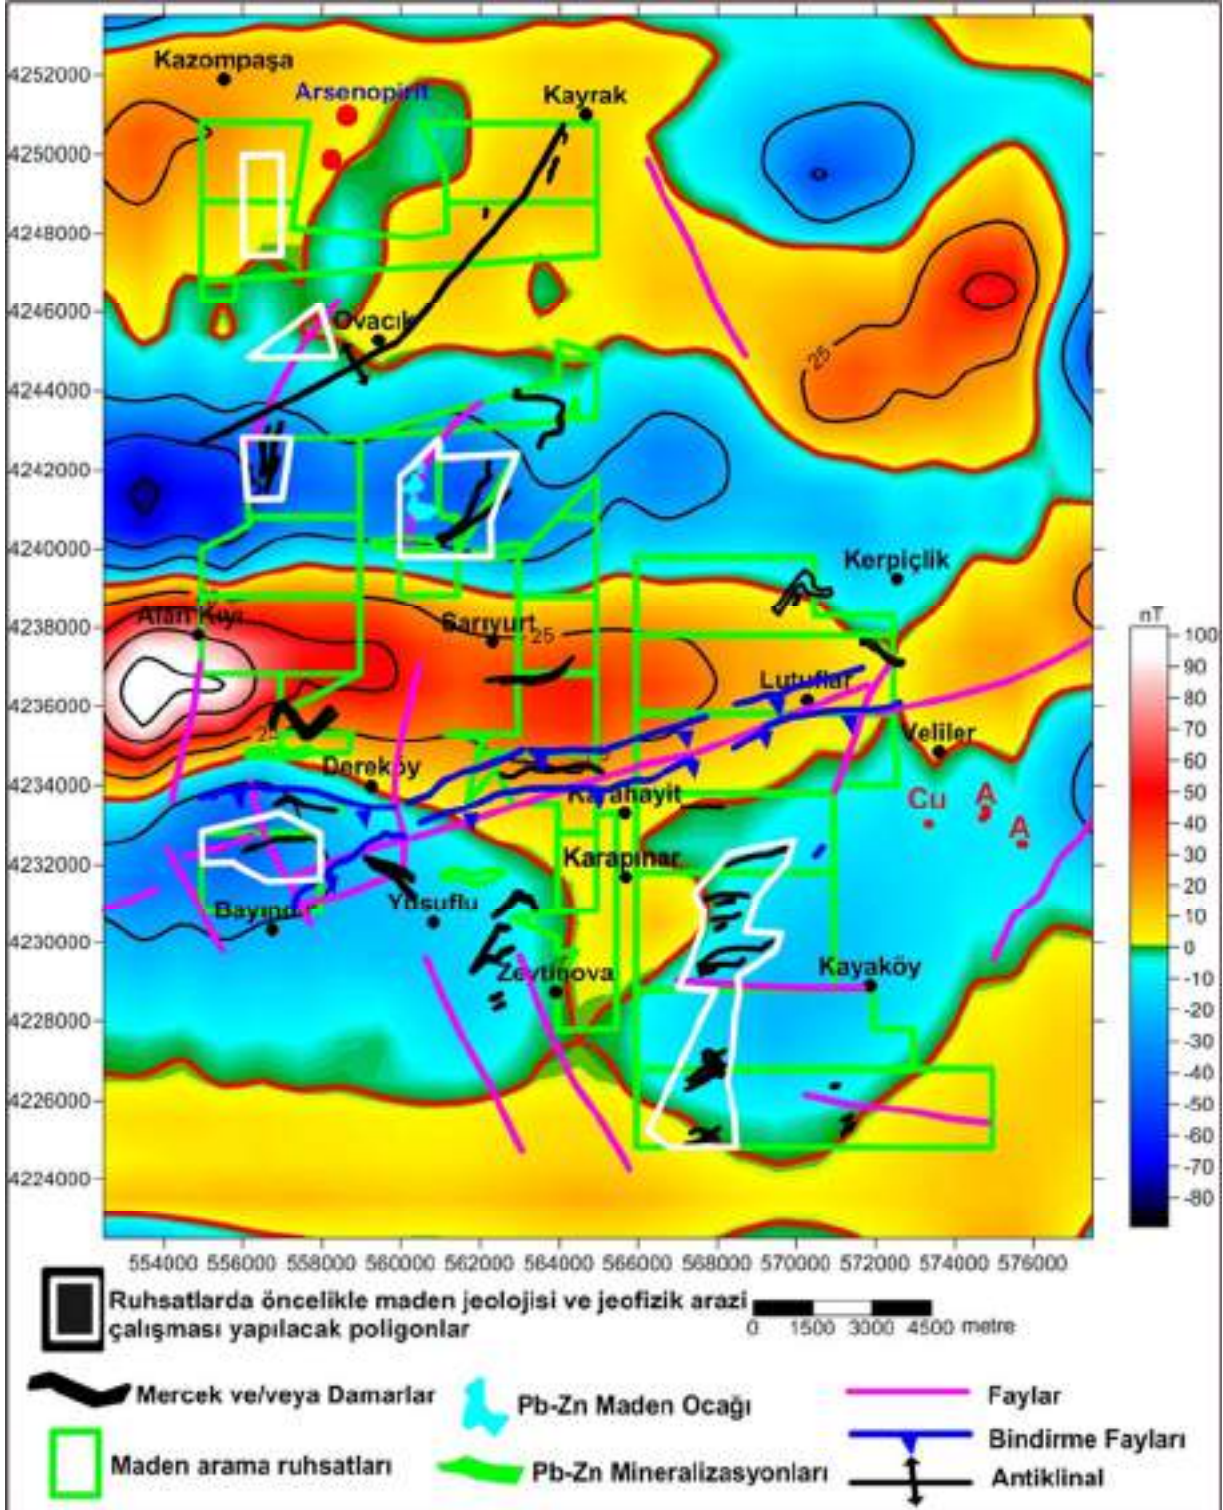 4252000
Kazompaşa
Arsenopirit
Kayrak
4250000
4248000
4246000
Ovacık
25
4244000
4242000
4240000
Kerpiçlik
4238000
Alan Kıyı
Sarıyurt
25
4236000
Lutuflar
25
Veliler
4234000
Dereköy
Karahayit
Cu
A
A
4232000
Karapınar
Bayındır
Yusuflu
4230000
Zeytinova
Kayaköy
4228000
4226000
4224000
554000 556000 558000 560000 562000 564000 566000 568000 570000 572000 574000 576000
nT
100
90
80
70
60
50
40
30
20
10
0
-10
-20
-30
-40
-50
-60
-70
-80
Ruhsatlarda öncelikle maden jeolojisi ve jeofizik arazi
çalışması yapılacak poligonlar
0 1500 3000 4500 metre
Mercek ve/veya Damarlar
Pb-Zn Maden Ocağı
Faylar
Maden arama ruhsatları
Pb-Zn Mineralizasyonları
Bindirme Fayları
Antiklinal